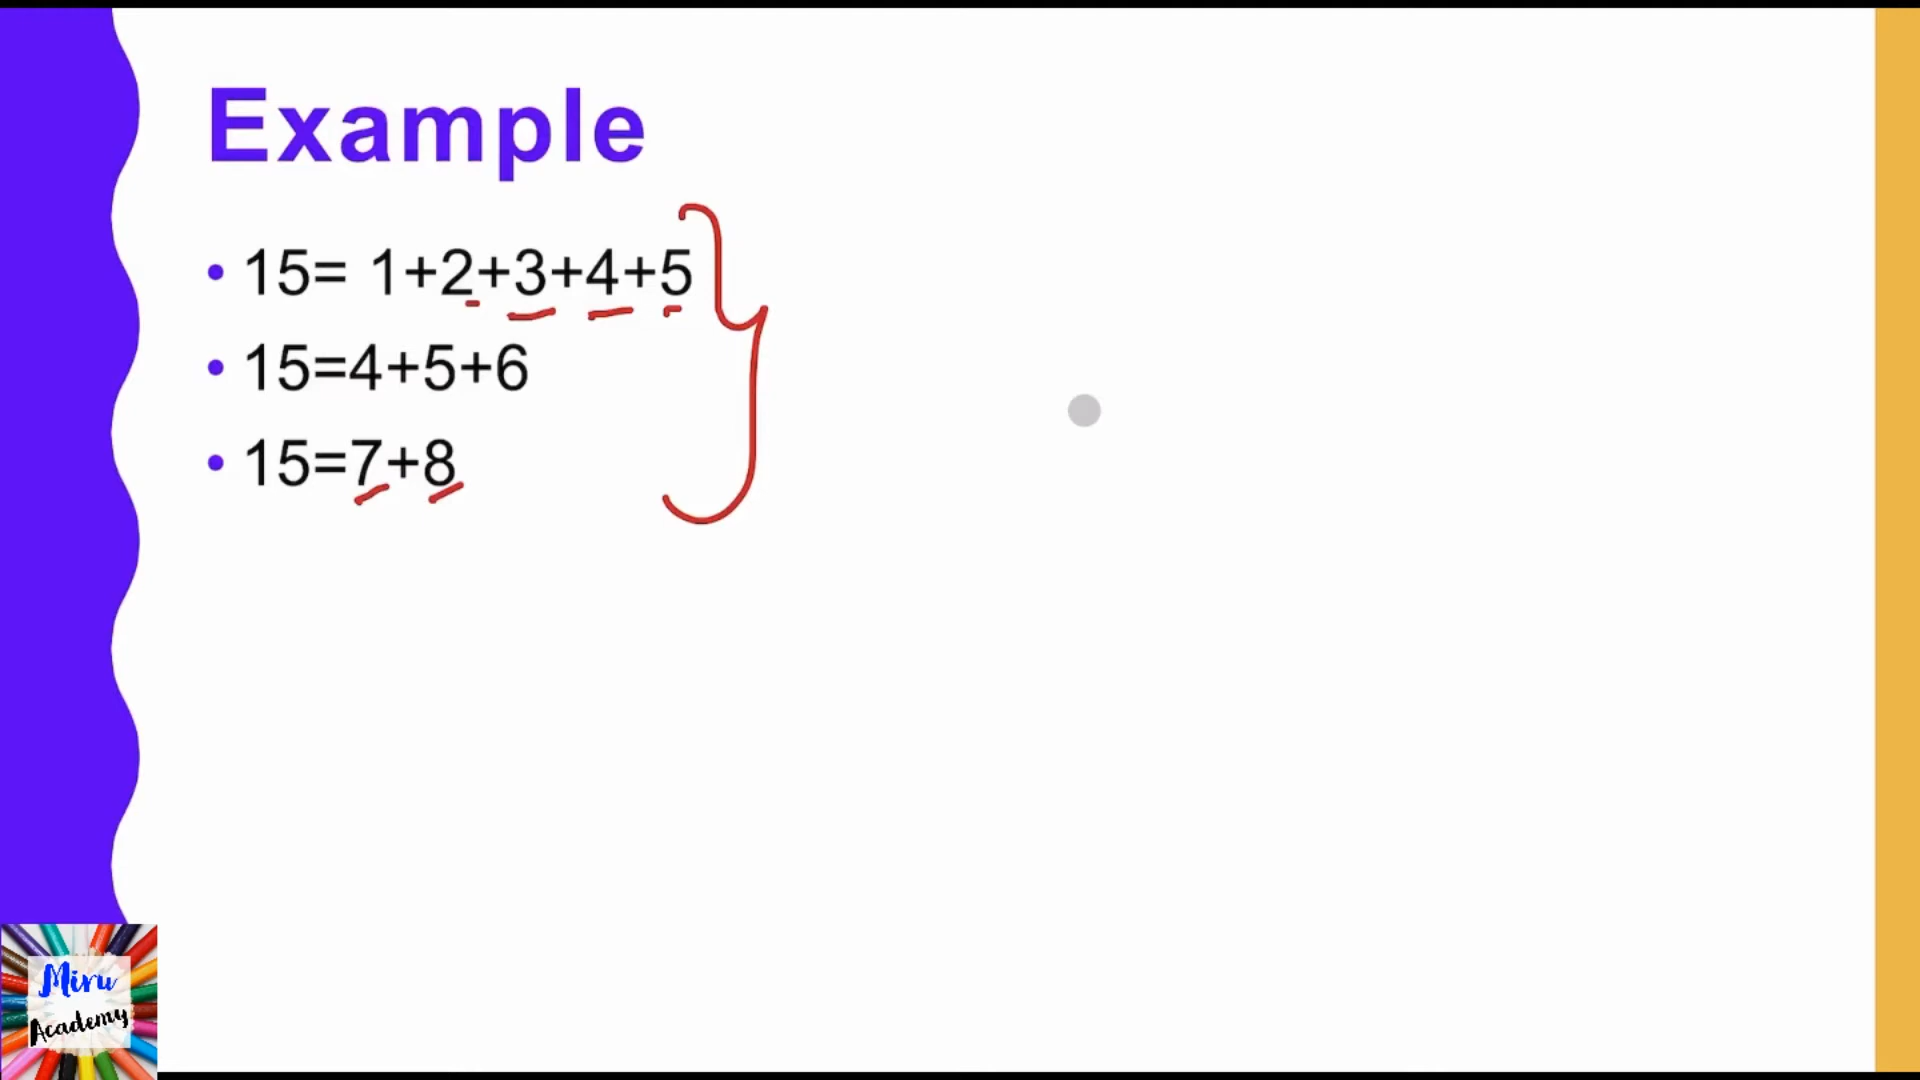 Example
• 15= 1+2+3+4+5
• 15=4+5+6
• 15=7+8
Miru
Academy